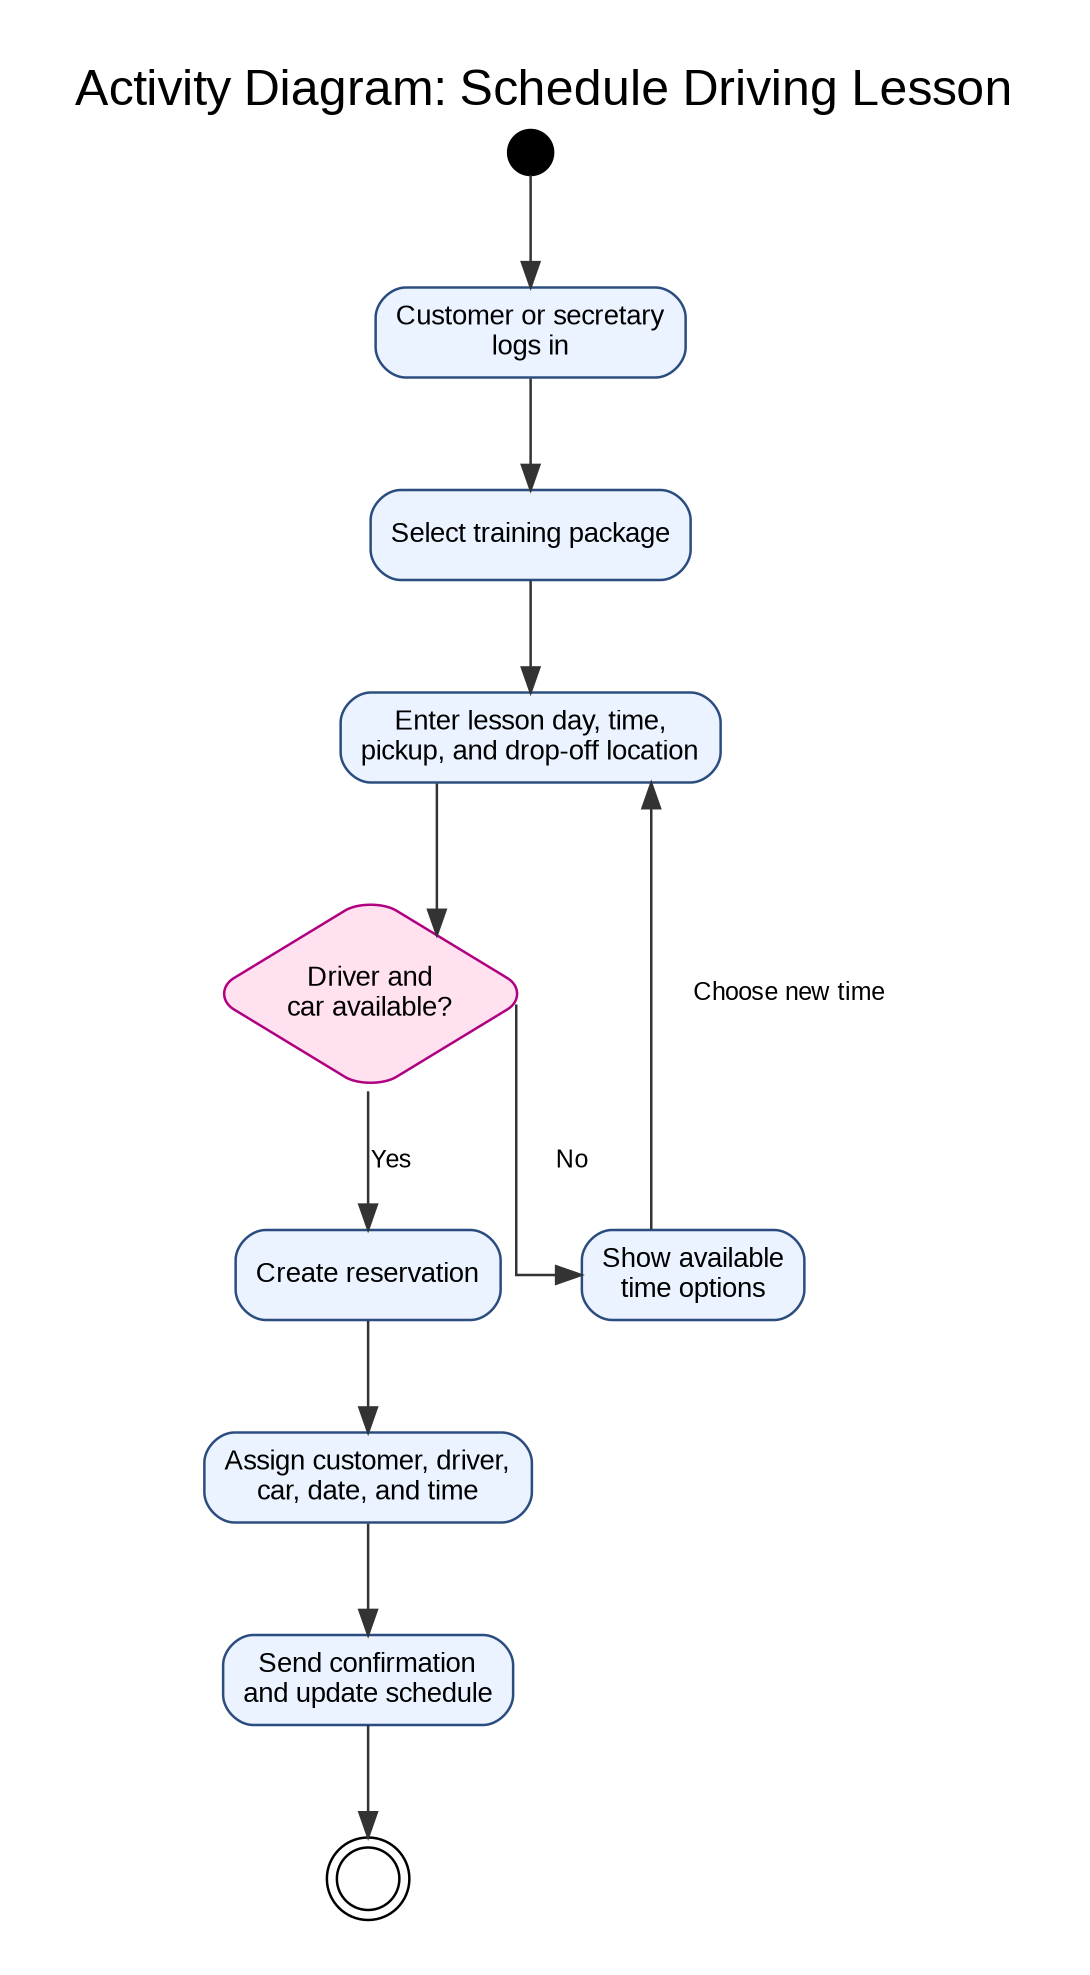 Activity Diagram: Schedule Driving Lesson
Customer or secretary
logs in
Select training package
Enter lesson day, time,
pickup, and drop-off location
Driver and
car available?
Choose new time
Yes
No
Create reservation
Show available
time options
Assign customer, driver,
car, date, and time
Send confirmation
and update schedule